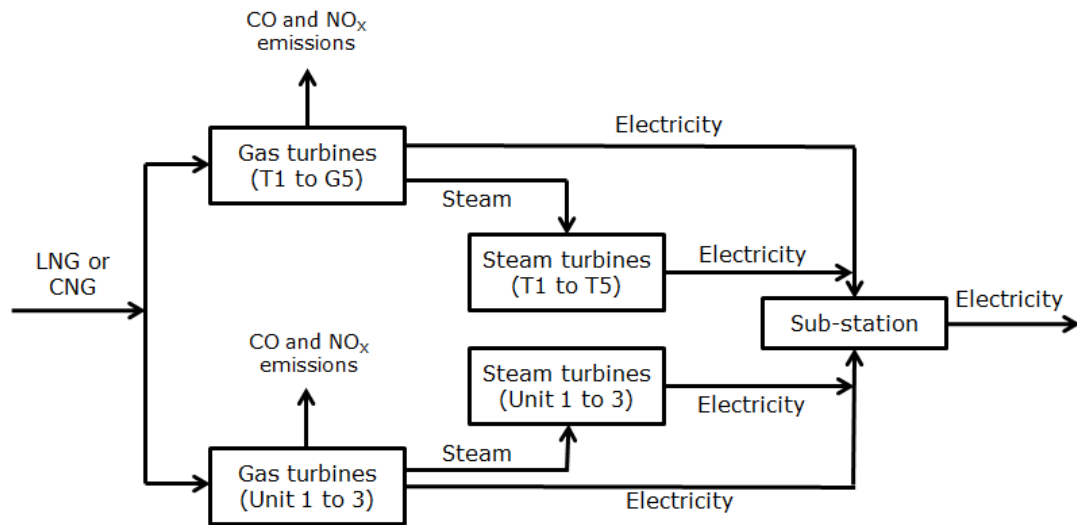 CO and NOX
emissions
Electricity
Gas turbines
(T1 to G5)
Steam
LNG or
CNG
Steam turbines
(T1 to T5)
Electricity
Electricity
Sub-station
CO and NOX
emissions
Steam turbines
(Unit 1 to 3)
Electricity
Steam
Gas turbines
(Unit 1 to 3)
Electricity